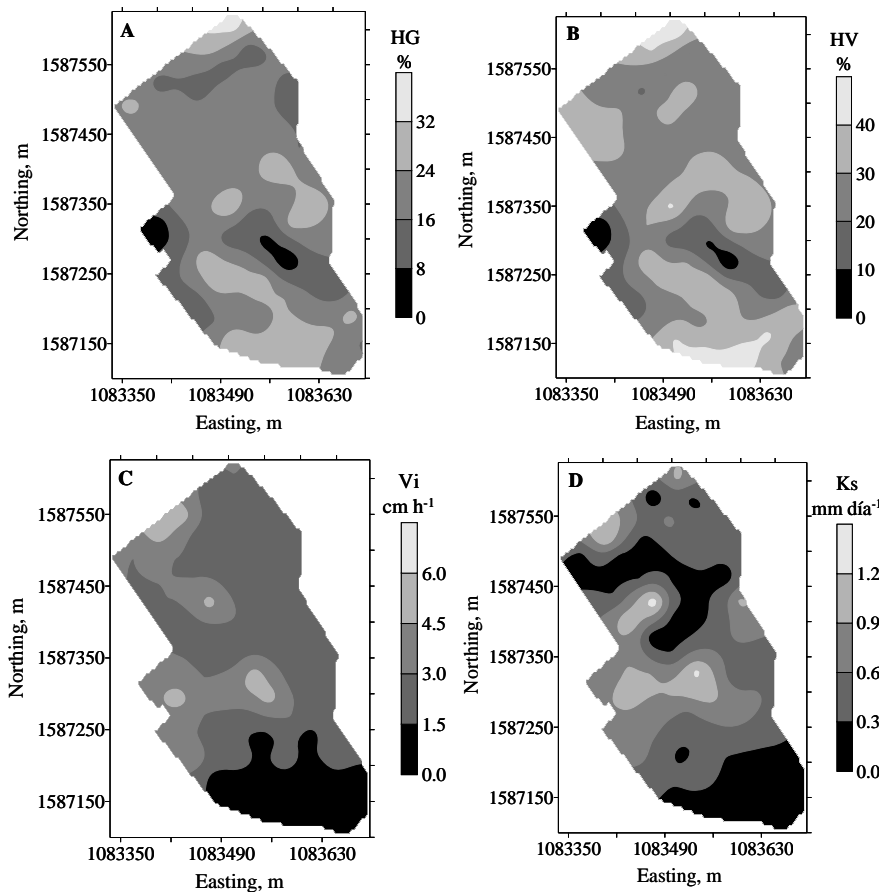 A
HG
%
32
24
16
8
0
1587550
1587450
1587350
1587250
1587150
Northing, m
1083350 1083490 1083630
Easting, m
B
HV
%
40
30
20
10
0
1587550
1587450
1587350
1587250
1587150
Northing, m
1083350 1083490 1083630
Easting, m
C
Vi
cm h⁻¹
6.0
4.5
3.0
1.5
0.0
1587550
1587450
1587350
1587250
1587150
Northing, m
1083350 1083490 1083630
Easting, m
D
Ks
mm día⁻¹
1.2
0.9
0.6
0.3
0.0
1587550
1587450
1587350
1587250
1587150
Northing, m
1083350 1083490 1083630
Easting, m